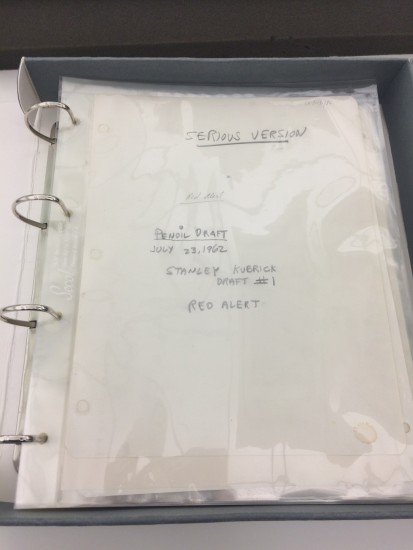 SERIOUS VERSION
PENCIL DRAFT
JULY 23, 1962
STANLEY KUBRICK
DRAFT #1
RED ALERT